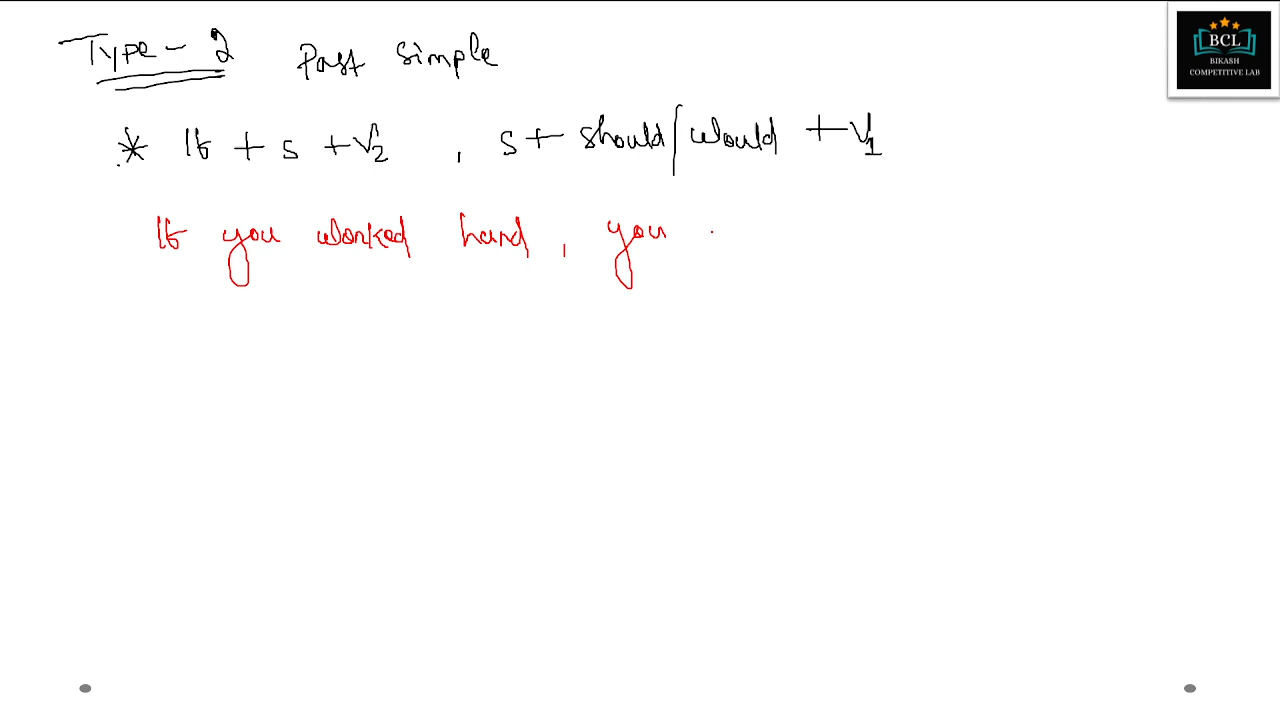 Type - 2 Past Simple
* If + s + V2 , s + should/would + V1
If you worked hard , you
BCL
BIKASH
COMPETITIVE LAB